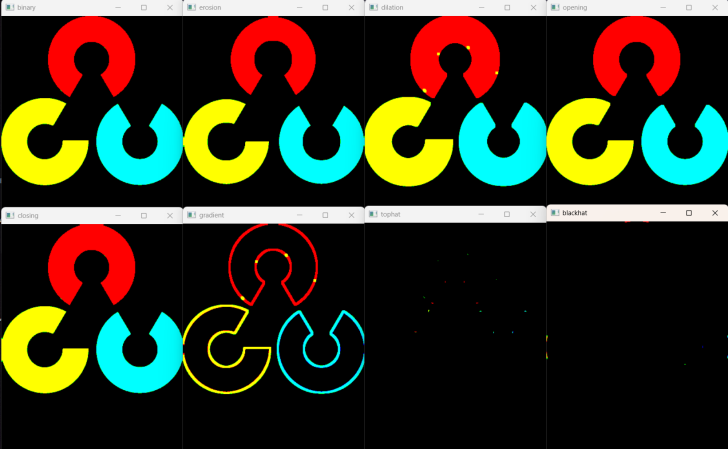 binary
erosion
dilation
opening
closing
gradient
tophat
blackhat